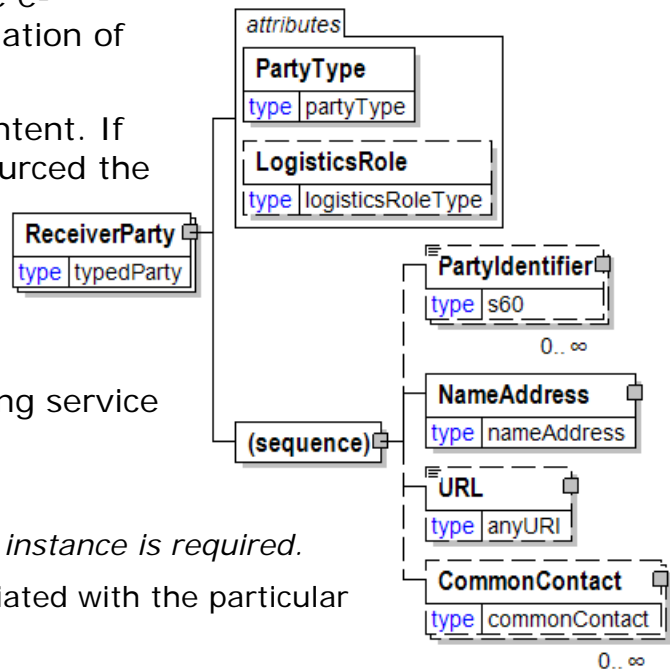 e e-
ation of
ntent. If
urced the
ng service
instance is required.
iated with the particular
attributes
PartyType
type partyType
LogisticsRole
type logisticsRoleType
ReceiverParty
type typedParty
(sequence)
PartyIdentifier
type s60
0.. ∞
NameAddress
type nameAddress
URL
type anyURI
CommonContact
type commonContact
0.. ∞